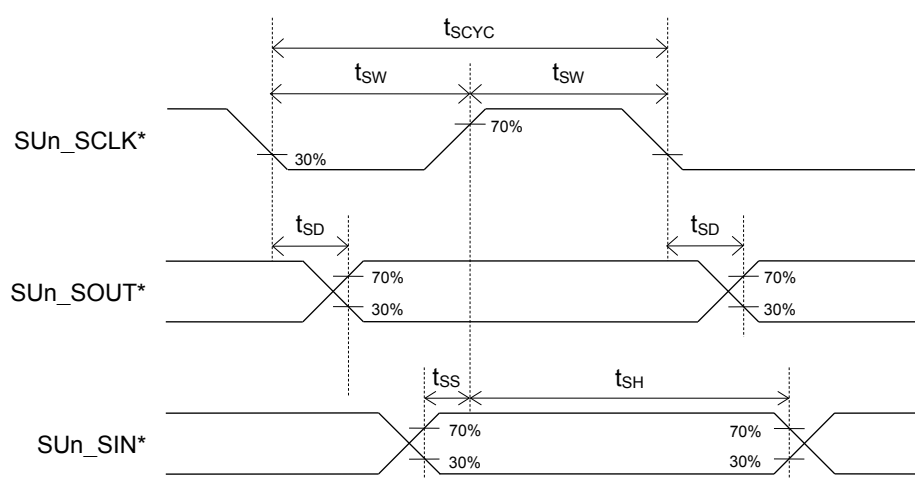 tSCYC
tSW tSW
SUn_SCLK*
70%
30%
tSD tSD
SUn_SOUT*
70% 70%
30% 30%
tSS tSH
SUn_SIN*
70% 70%
30% 30%